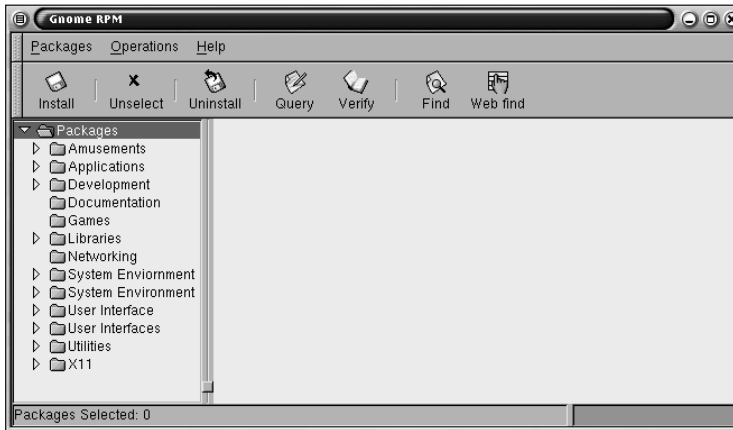 Gnome RPM
Packages Operations Help
Install Unselect Uninstall Query Verify Find Web find
Packages
Amusements
Applications
Development
Documentation
Games
Libraries
Networking
System Enviornment
System Environment
User Interface
User Interfaces
Utilities
X11
Packages Selected: 0